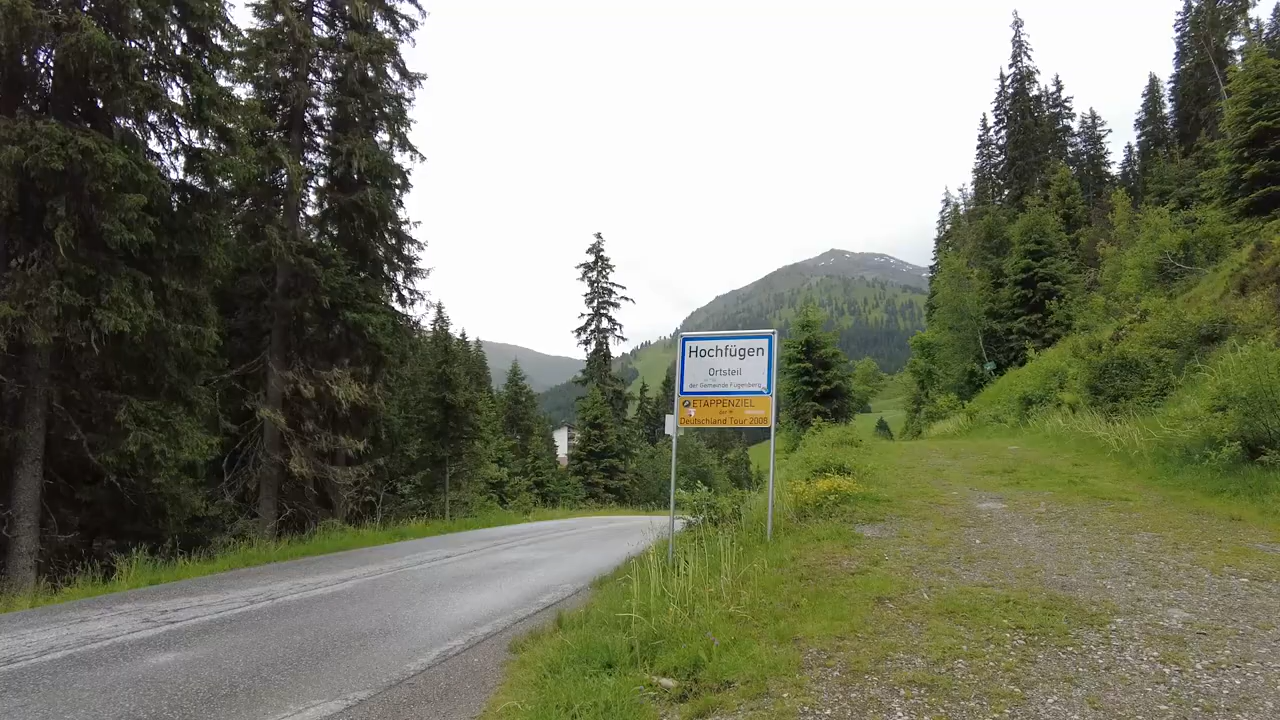 Hochfügen
Ortsteil
der Gemeinde Fügenberg
ETAPPENZIEL
der
Deutschland Tour 2008